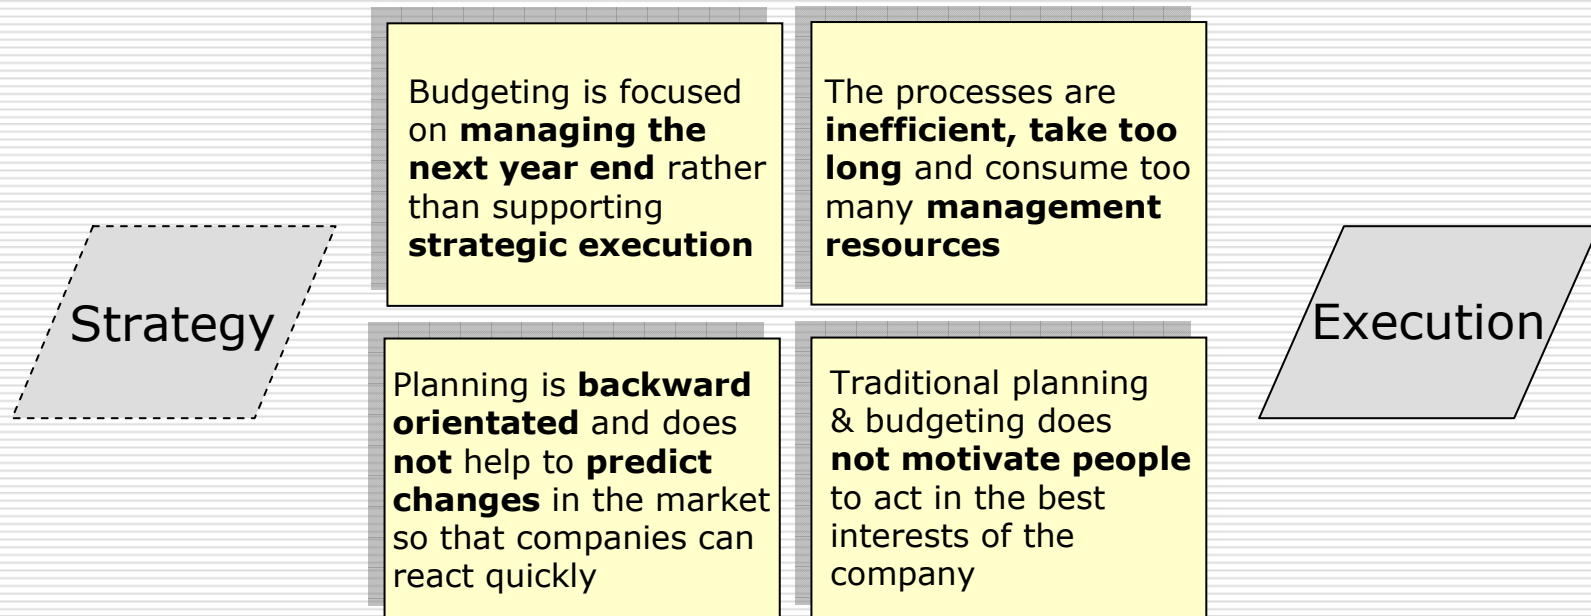 Strategy
Budgeting is focused
on managing the
next year end rather
than supporting
strategic execution
The processes are
inefficient, take too
long and consume too
many management
resources
Planning is backward
orientated and does
not help to predict
changes in the market
so that companies can
react quickly
Traditional planning
& budgeting does
not motivate people
to act in the best
interests of the
company
Execution